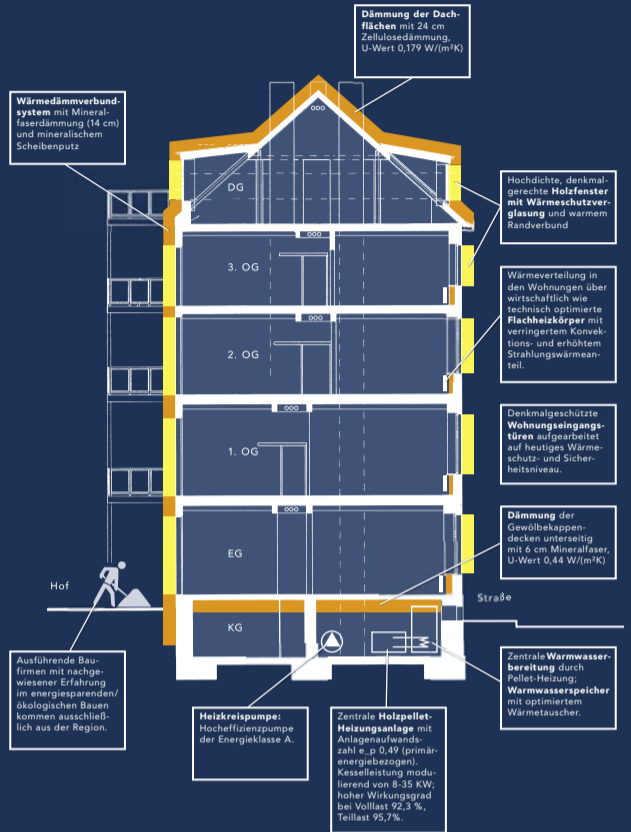 Dämmung der Dach-
flächen mit 24 cm
Zellulosedämmung,
U-Wert 0,179 W/(m²K)
Wärmedämmverbund-
system mit Mineral-
faserdämmung (14 cm)
und mineralischem
Scheibenputz
Hochdichte, denkmal-
gerechte Holzfenster
mit Wärmeschutzver-
glasung und warmem
Randverbund
DG
3. OG
Wärmeverteilung in
den Wohnungen über
wirtschaftlich wie
technisch optimierte
Flachheizkörper mit
verringertem Konvek-
tions- und erhöhtem
Strahlungswärmean-
teil.
2. OG
Denkmalgeschützte
Wohnungseingangs-
türen aufgearbeitet
auf heutiges Wärme-
schutz- und Sicher-
heitsniveau.
1. OG
Dämmung der
Gewölbekappen-
decken unterseitig
mit 6 cm Mineralfaser,
U-Wert 0,44 W/(m²K)
EG
Hof
Straße
KG
Ausführende Bau-
firmen mit nachge-
wiesener Erfahrung
im energiesparenden/
ökologischen Bauen
kommen ausschließ-
lich aus der Region.
Heizkreispumpe:
Hocheffizienzpumpe
der Energieklasse A.
Zentrale Holzpellet-
Heizungsanlage mit
Anlagenaufwands-
zahl e_p 0,49 (primär-
energiebezogen).
Kesselleistung modu-
lierend von 8-35 KW;
hoher Wirkungsgrad
bei Volllast 92,3 %,
Teillast 95,7%.
Zentrale Warmwasser-
bereitung durch
Pellet-Heizung;
Warmwasserspeicher
mit optimiertem
Wärmetauscher.